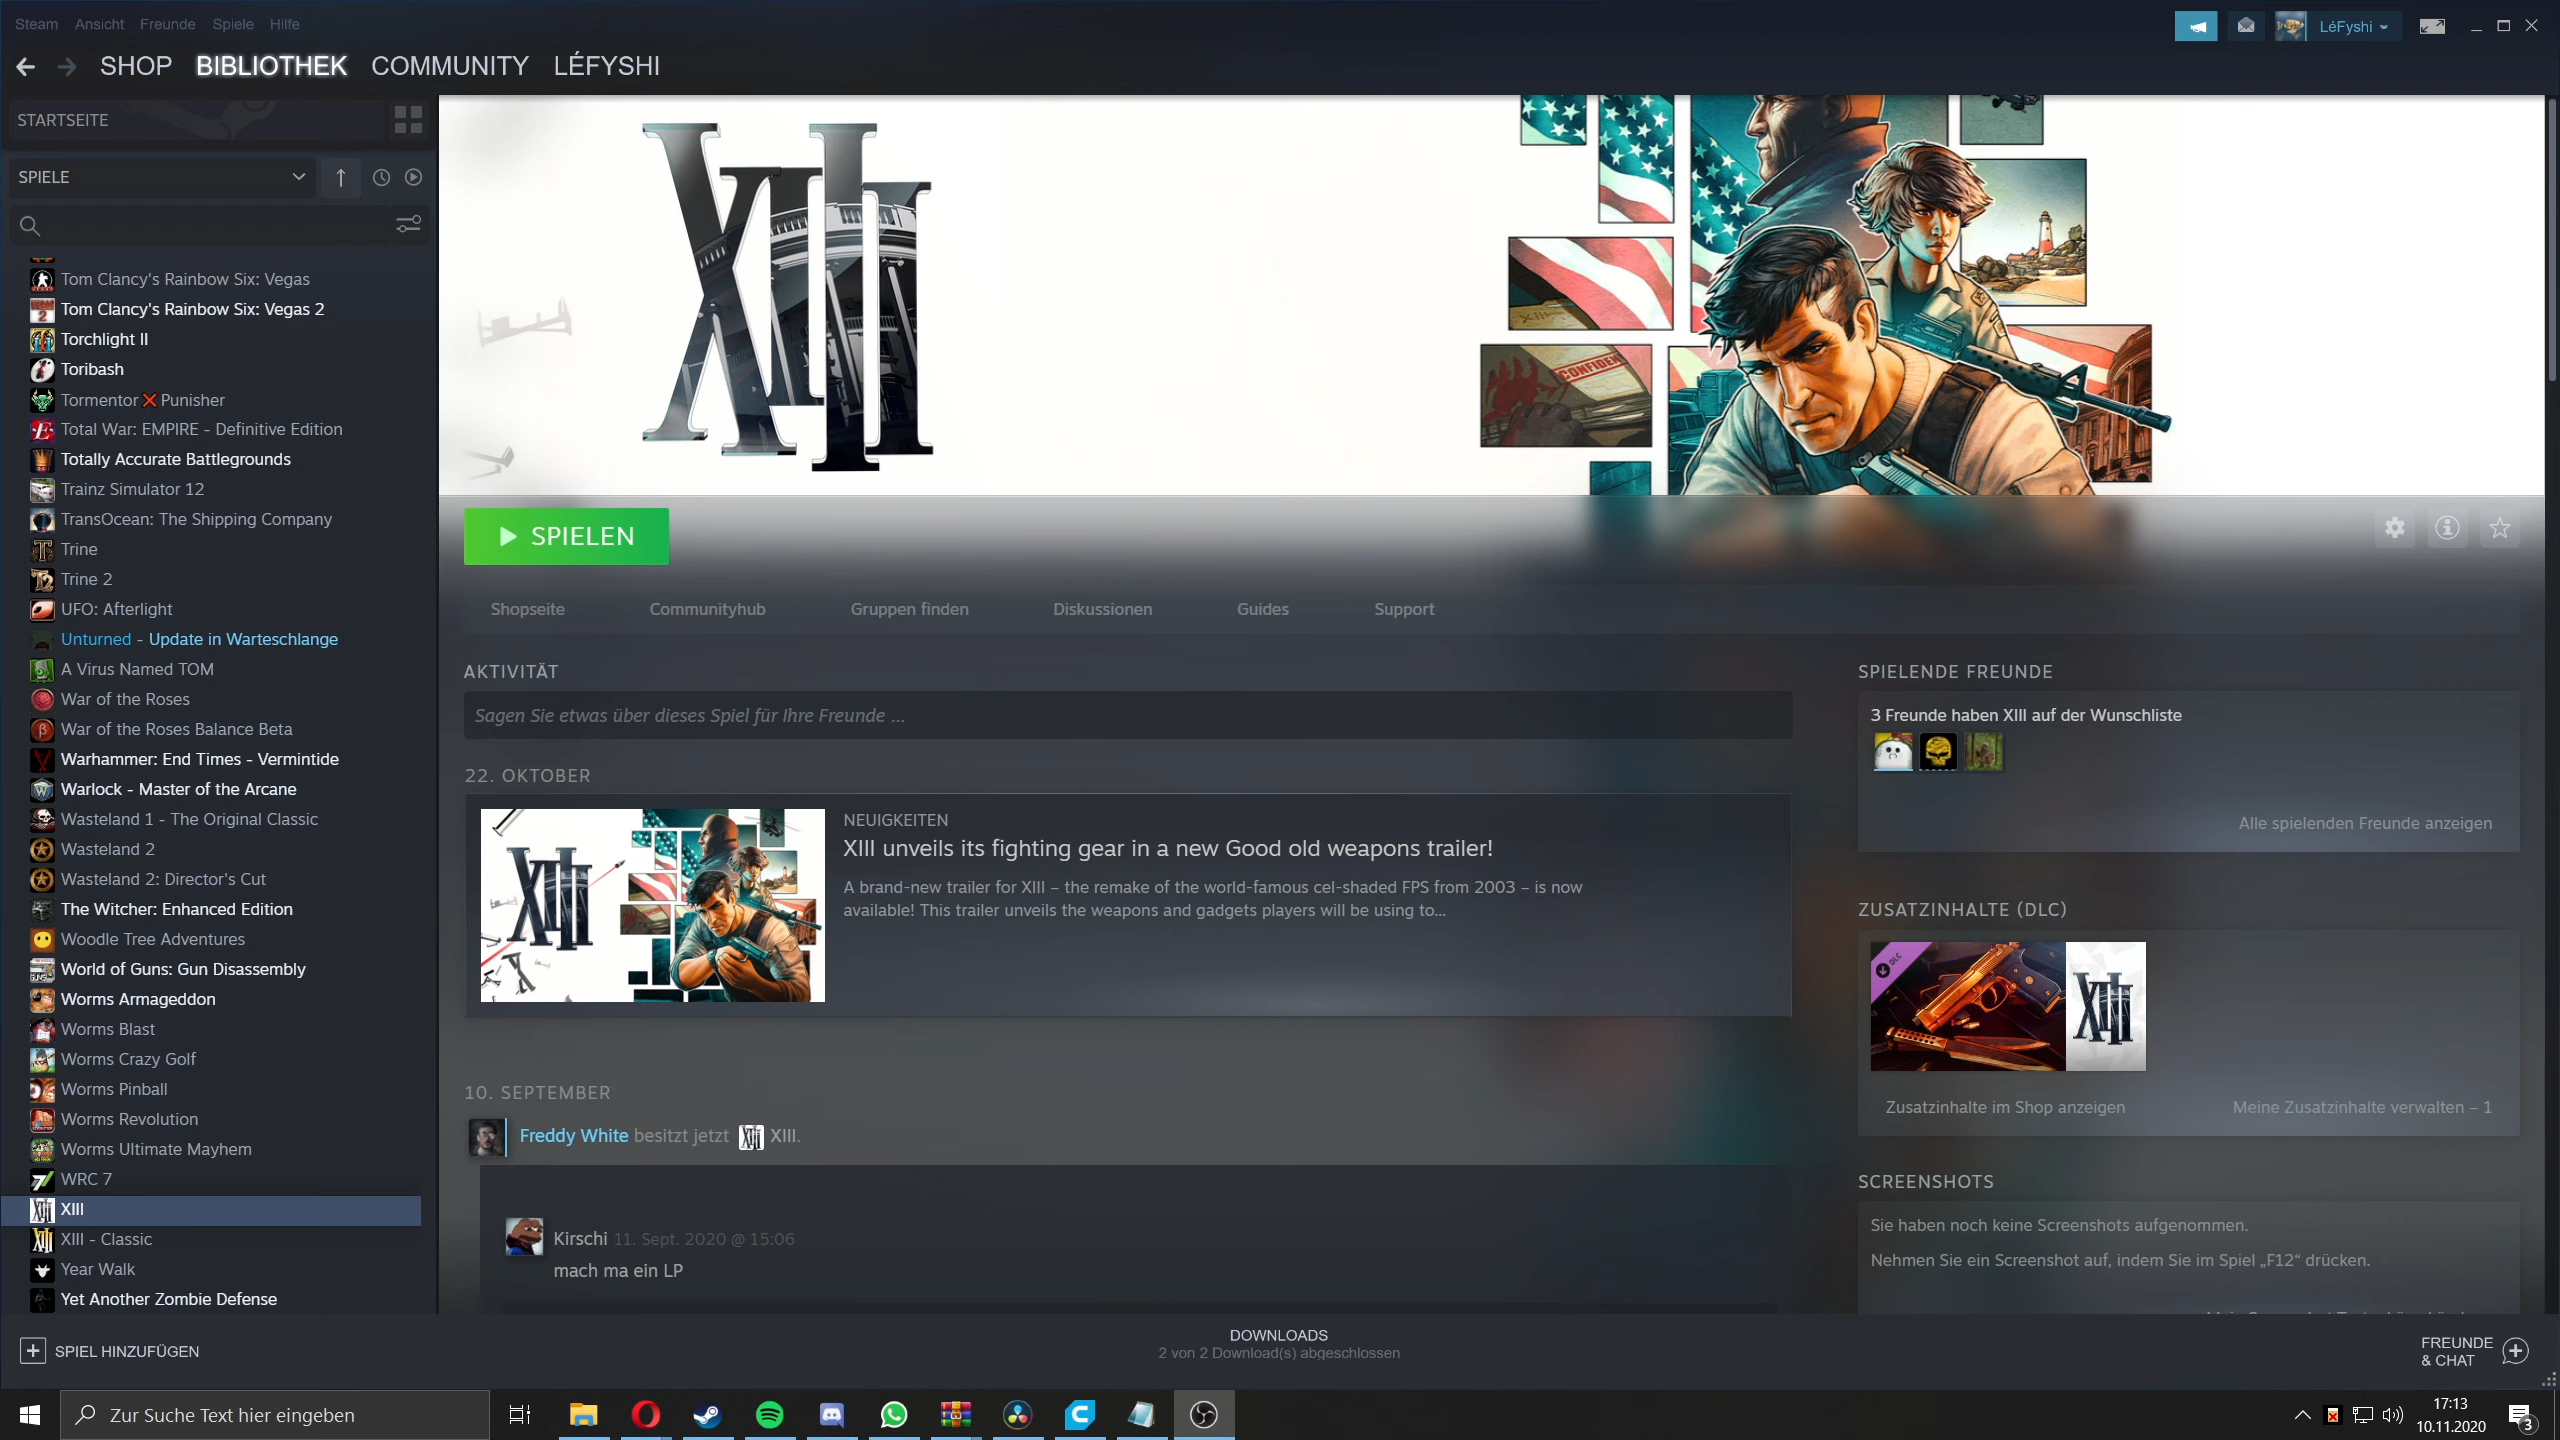 Steam Ansicht Freunde Spiele Hilfe
LéFyshi
SHOP BIBLIOTHEK COMMUNITY LÉFYSHI
STARTSEITE
SPIELE
Tom Clancy's Rainbow Six: Vegas
Tom Clancy's Rainbow Six: Vegas 2
Torchlight II
Toribash
Tormentor❌Punisher
Total War: EMPIRE - Definitive Edition
Totally Accurate Battlegrounds
Trainz Simulator 12
TransOcean: The Shipping Company
Trine
Trine 2
UFO: Afterlight
Unturned - Update in Warteschlange
A Virus Named TOM
War of the Roses
War of the Roses Balance Beta
Warhammer: End Times - Vermintide
Warlock - Master of the Arcane
Wasteland 1 - The Original Classic
Wasteland 2
Wasteland 2: Director's Cut
The Witcher: Enhanced Edition
Woodle Tree Adventures
World of Guns: Gun Disassembly
Worms Armageddon
Worms Blast
Worms Crazy Golf
Worms Pinball
Worms Revolution
Worms Ultimate Mayhem
WRC 7
XIII
XIII - Classic
Year Walk
Yet Another Zombie Defense
XIII
CONFIDEN
SPIELEN
Shopseite Communityhub Gruppen finden Diskussionen Guides Support
AKTIVITÄT
Sagen Sie etwas über dieses Spiel für Ihre Freunde ...
22. OKTOBER
XIII
NEUIGKEITEN
XIII unveils its fighting gear in a new Good old weapons trailer!
A brand-new trailer for XIII – the remake of the world-famous cel-shaded FPS from 2003 – is now
available! This trailer unveils the weapons and gadgets players will be using to...
10. SEPTEMBER
Freddy White besitzt jetzt XIII.
Kirschi 11. Sept. 2020 @ 15:06
mach ma ein LP
SPIELENDE FREUNDE
3 Freunde haben XIII auf der Wunschliste
Alle spielenden Freunde anzeigen
ZUSATZINHALTE (DLC)
DLC
XIII
Zusatzinhalte im Shop anzeigen Meine Zusatzinhalte verwalten – 1
SCREENSHOTS
Sie haben noch keine Screenshots aufgenommen.
Nehmen Sie ein Screenshot auf, indem Sie im Spiel „F12“ drücken.
SPIEL HINZUFÜGEN
DOWNLOADS
2 von 2 Download(s) abgeschlossen
FREUNDE
& CHAT
Zur Suche Text hier eingeben
17:13
10.11.2020
3